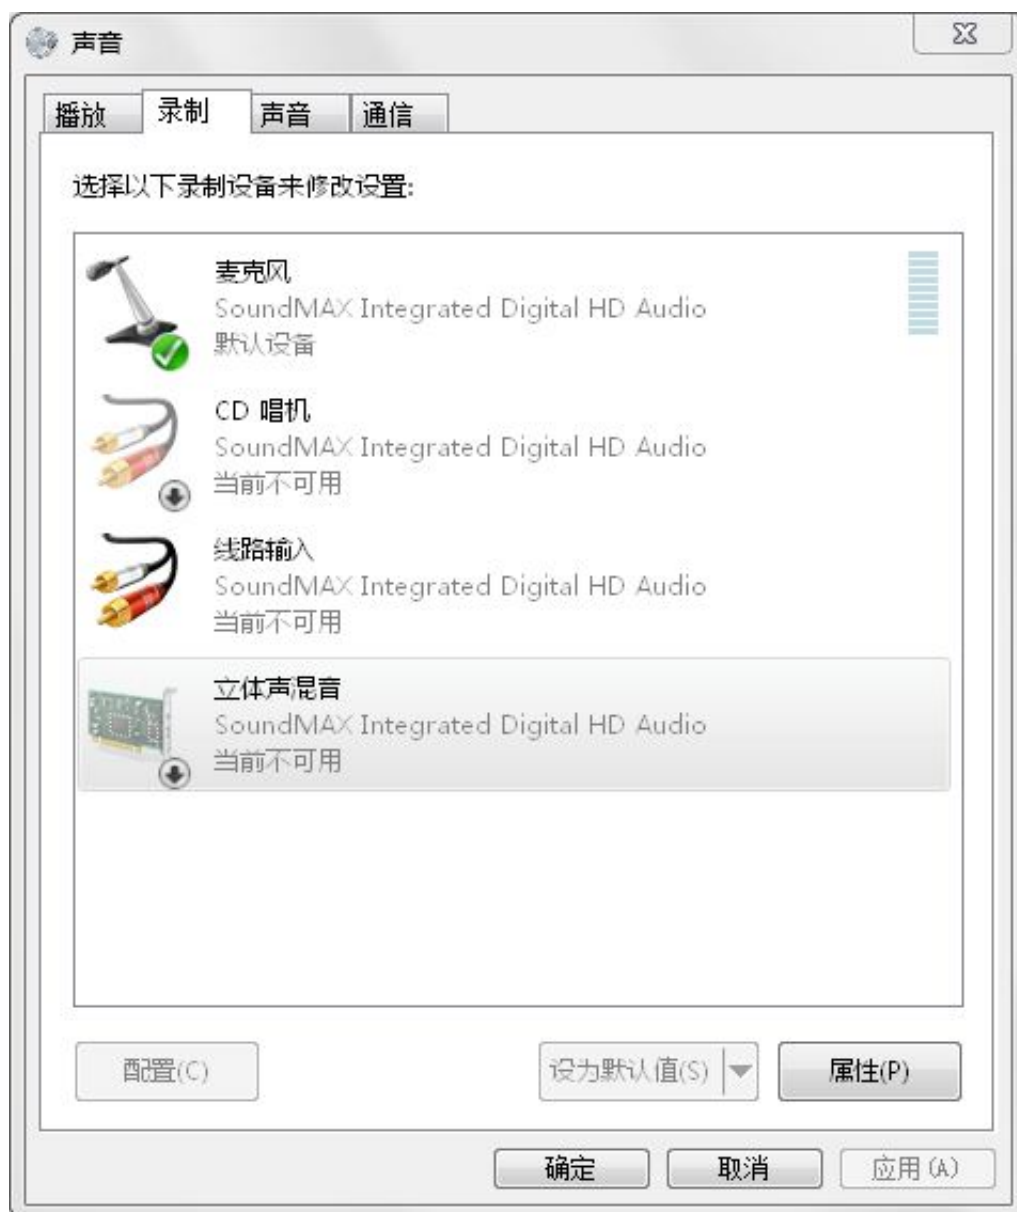 声音
播放 录制 声音 通信
选择以下录制设备来修改设置:
麦克风
SoundMAX Integrated Digital HD Audio
默认设备
CD 唱机
SoundMAX Integrated Digital HD Audio
当前不可用
线路输入
SoundMAX Integrated Digital HD Audio
当前不可用
立体声混音
SoundMAX Integrated Digital HD Audio
当前不可用
配置(C) 设为默认值(S) 属性(P)
确定 取消 应用(A)